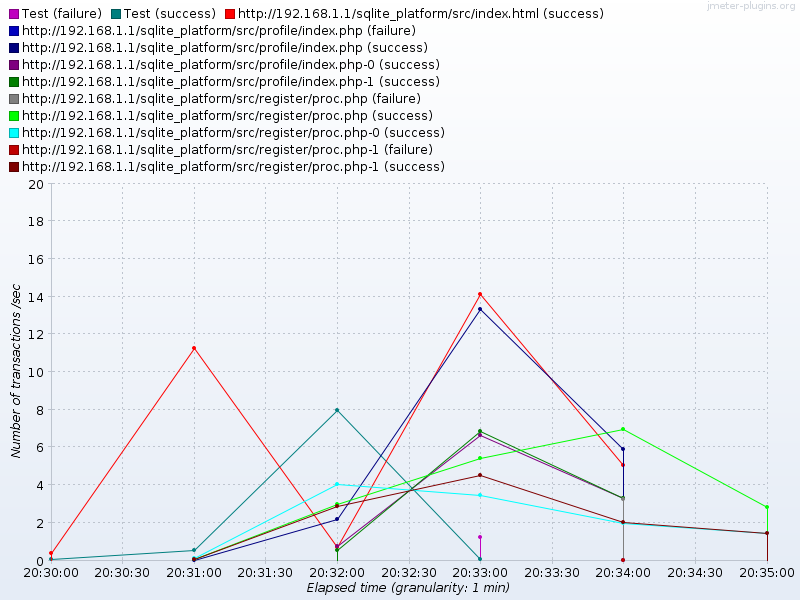 Test (failure) Test (success) http://192.168.1.1/sqlite_platform/src/index.html (success)
jmeter-plugins.org
http://192.168.1.1/sqlite_platform/src/profile/index.php (failure)
http://192.168.1.1/sqlite_platform/src/profile/index.php (success)
http://192.168.1.1/sqlite_platform/src/profile/index.php-0 (success)
http://192.168.1.1/sqlite_platform/src/profile/index.php-1 (success)
http://192.168.1.1/sqlite_platform/src/register/proc.php (failure)
http://192.168.1.1/sqlite_platform/src/register/proc.php (success)
http://192.168.1.1/sqlite_platform/src/register/proc.php-0 (success)
http://192.168.1.1/sqlite_platform/src/register/proc.php-1 (failure)
http://192.168.1.1/sqlite_platform/src/register/proc.php-1 (success)
20
18
16
14
12
10
8
6
4
2
0
Number of transactions /sec
20:30:00 20:30:30 20:31:00 20:31:30 20:32:00 20:32:30 20:33:00 20:33:30 20:34:00 20:34:30 20:35:00
Elapsed time (granularity: 1 min)